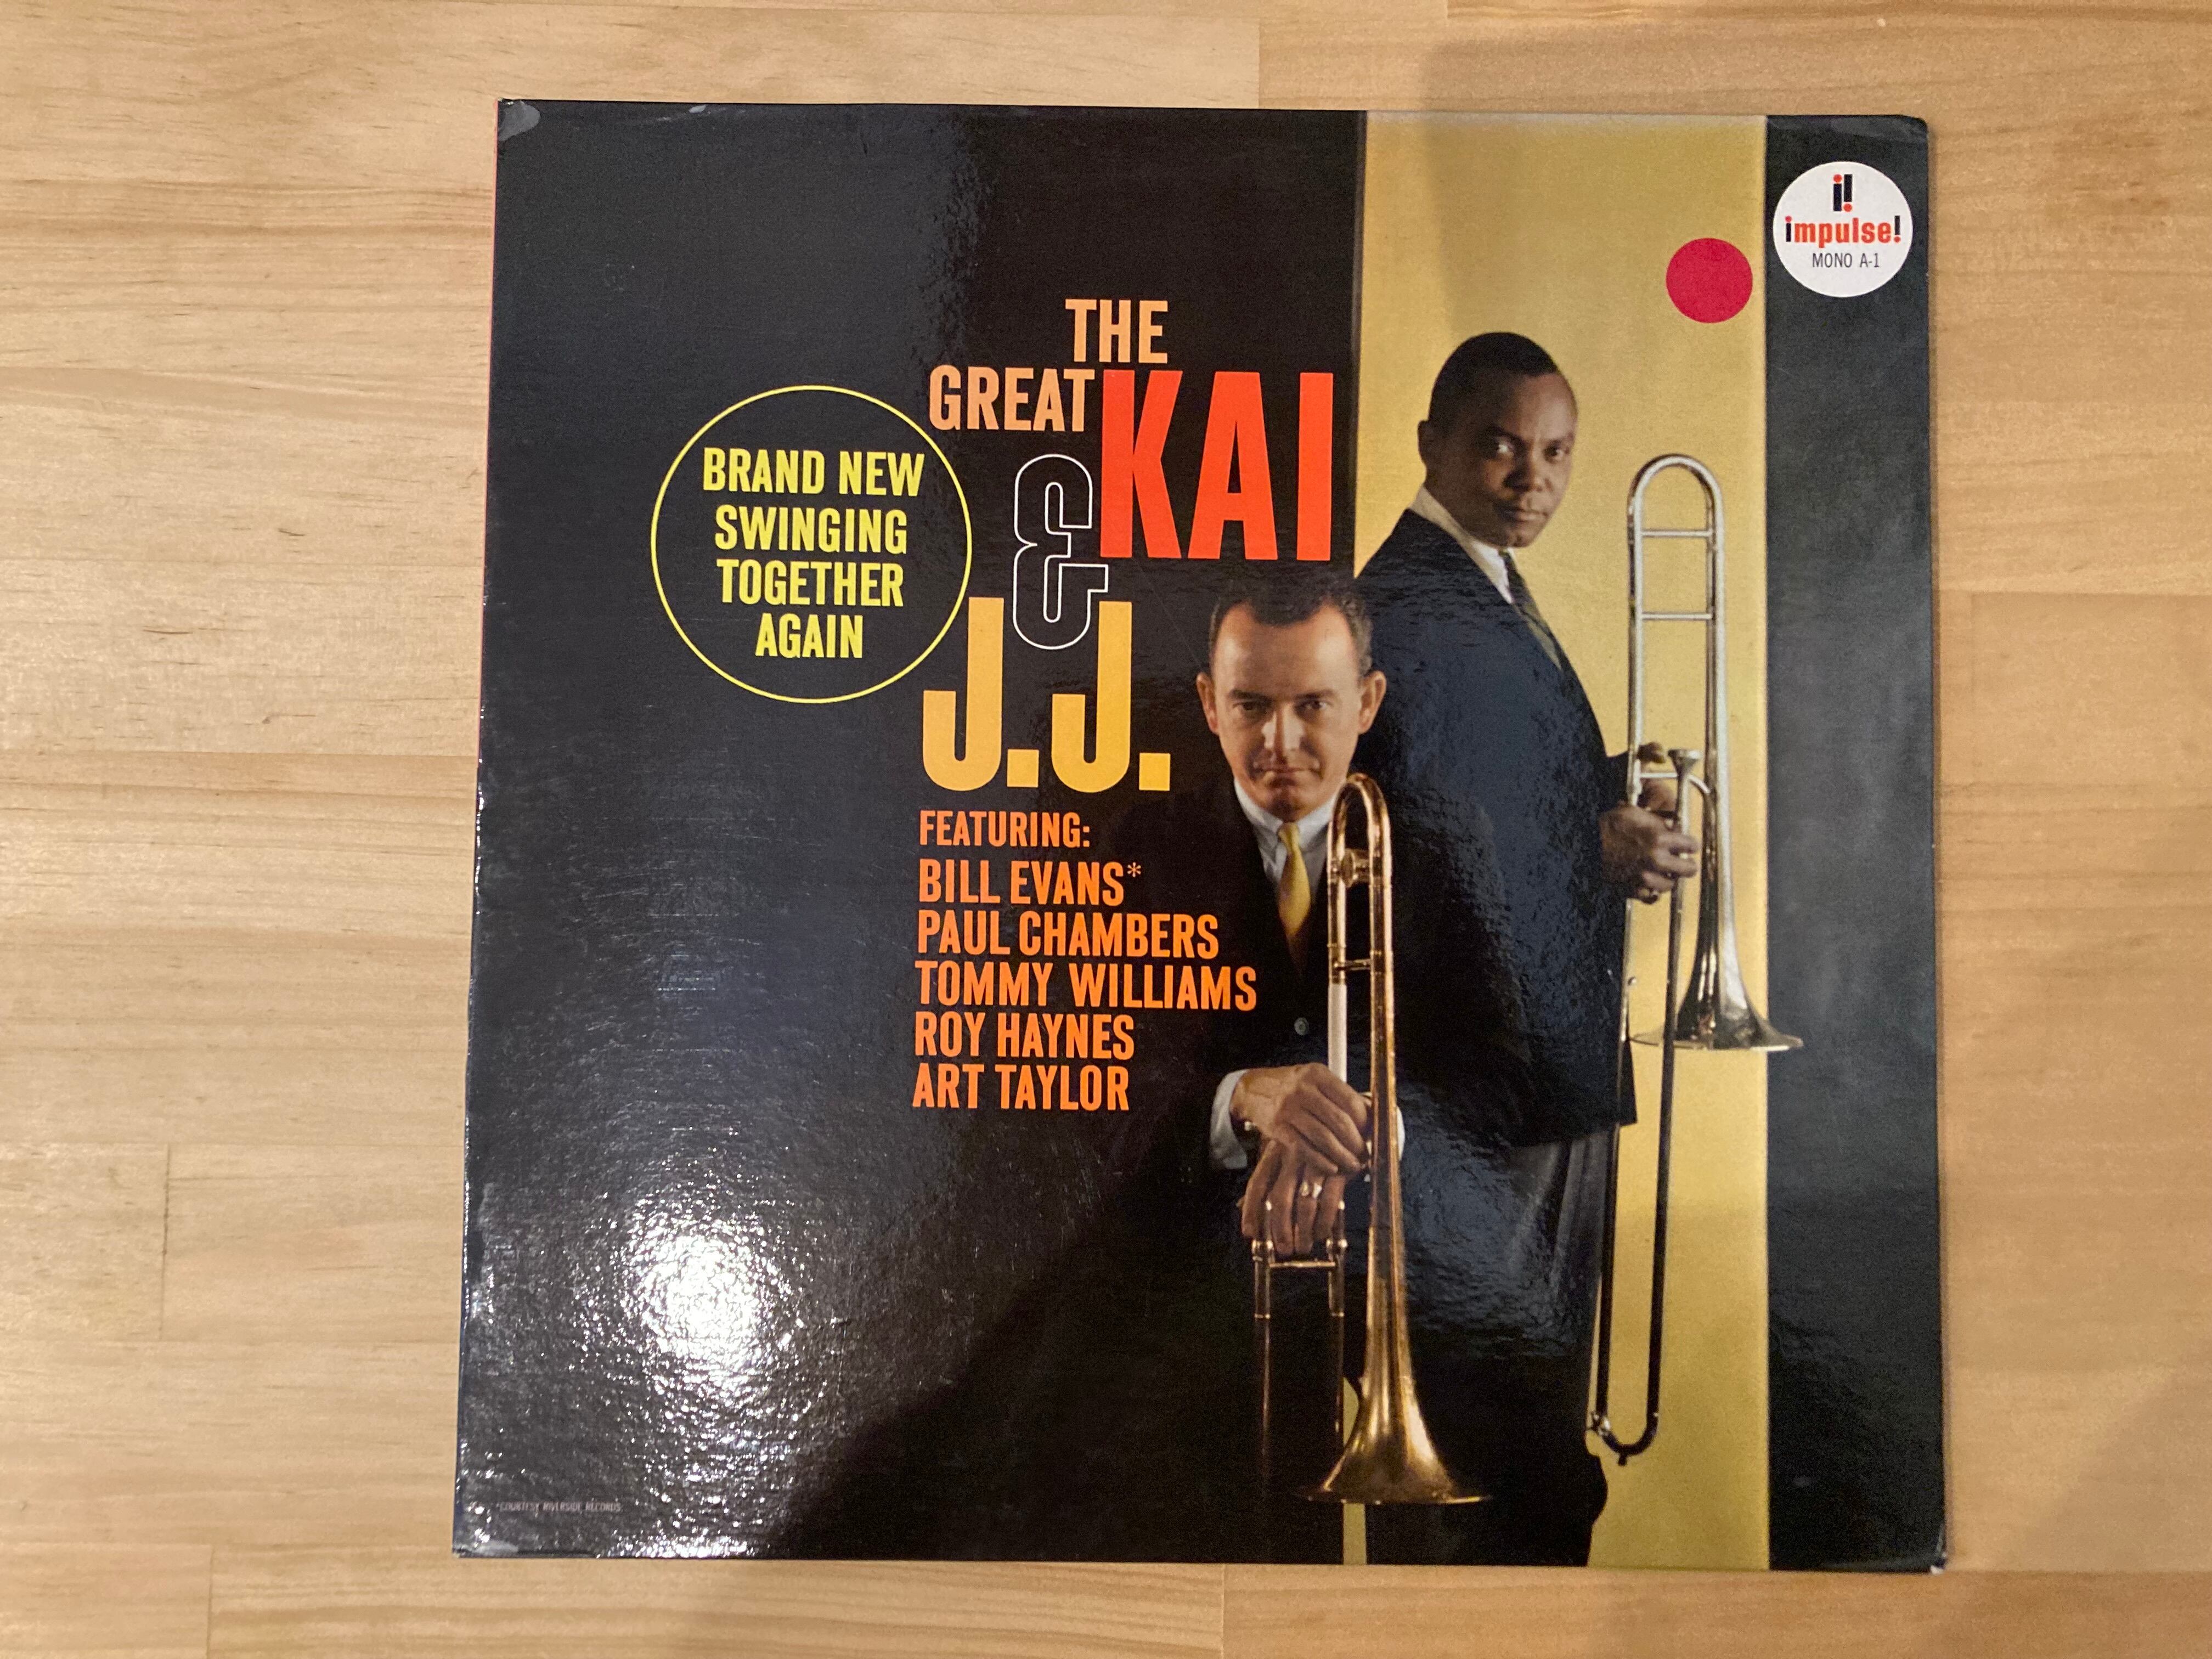 i!
impulse!
MONO A-1
THE
GREAT KAI
&
J.J.
BRAND NEW
SWINGING
TOGETHER
AGAIN
FEATURING:
BILL EVANS*
PAUL CHAMBERS
TOMMY WILLIAMS
ROY HAYNES
ART TAYLOR
*COURTESY RIVERSIDE RECORDS